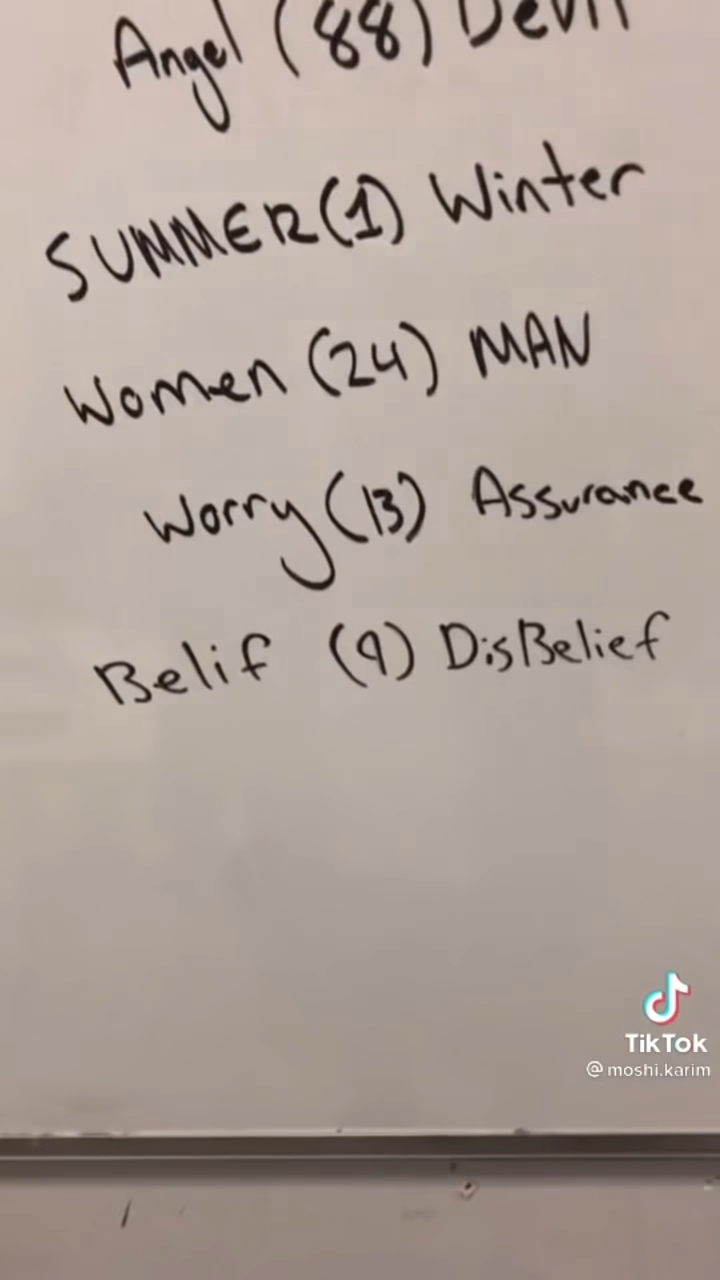 Angel (88) Devil
SUMMER (1) Winter
Women (24) MAN
Worry (13) Assurance
Belif (9) DisBelief
TikTok
@moshi.karim